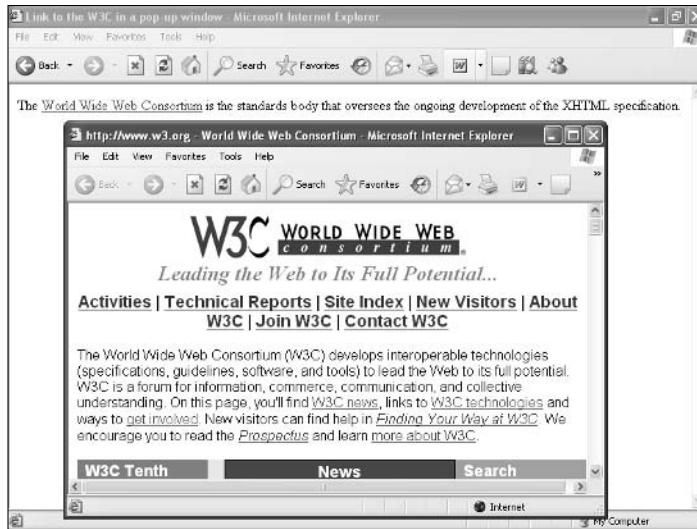 Link to the W3C in a pop-up window - Microsoft Internet Explorer
File Edit View Favorites Tools Help
Back Search Favorites
The World Wide Web Consortium is the standards body that oversees the ongoing development of the XHTML specification.
http://www.w3.org - World Wide Web Consortium - Microsoft Internet Explorer
File Edit View Favorites Tools Help
Back Search Favorites
W3C WORLD WIDE WEB
consortium
Leading the Web to Its Full Potential...
Activities | Technical Reports | Site Index | New Visitors | About
W3C | Join W3C | Contact W3C
The World Wide Web Consortium (W3C) develops interoperable technologies
(specifications, guidelines, software, and tools) to lead the Web to its full potential.
W3C is a forum for information, commerce, communication, and collective
understanding. On this page, you'll find W3C news, links to W3C technologies and
ways to get involved. New visitors can find help in Finding Your Way at W3C. We
encourage you to read the Prospectus and learn more about W3C.
W3C Tenth News Search
Internet
My Computer